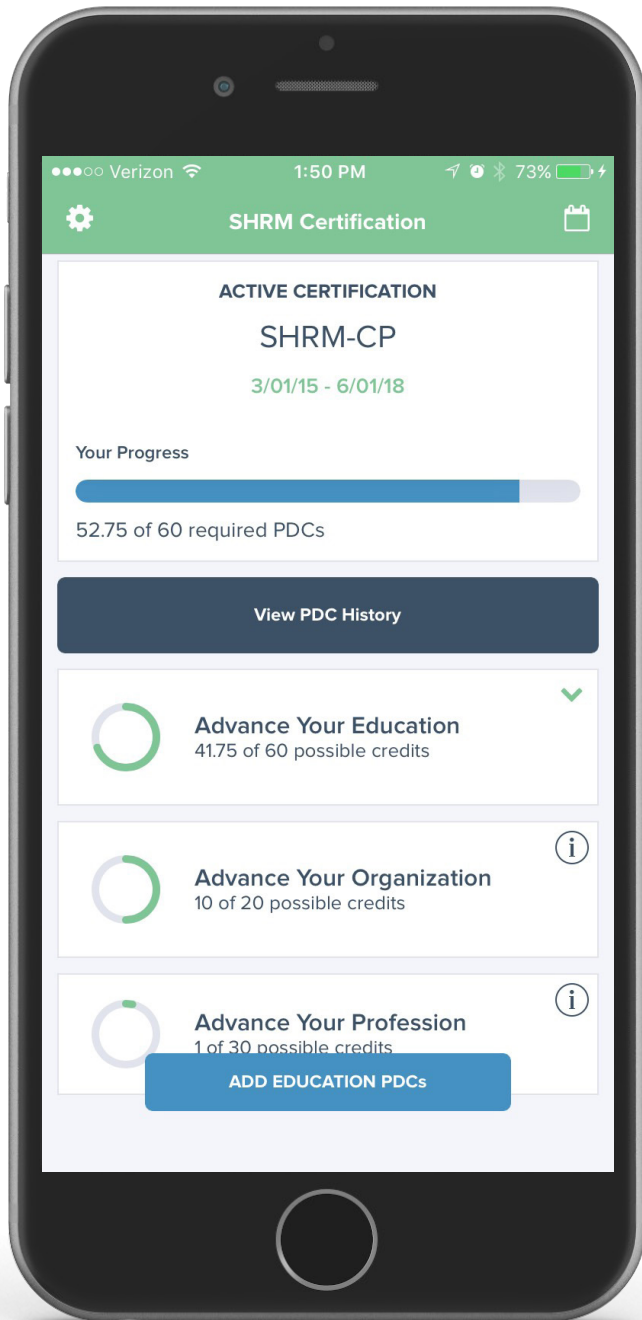 Verizon 1:50 PM 73%
SHRM Certification
ACTIVE CERTIFICATION
SHRM-CP
3/01/15 - 6/01/18
Your Progress
52.75 of 60 required PDCs
View PDC History
Advance Your Education
41.75 of 60 possible credits
i
Advance Your Organization
10 of 20 possible credits
i
Advance Your Profession
1 of 30 possible credits
ADD EDUCATION PDCs